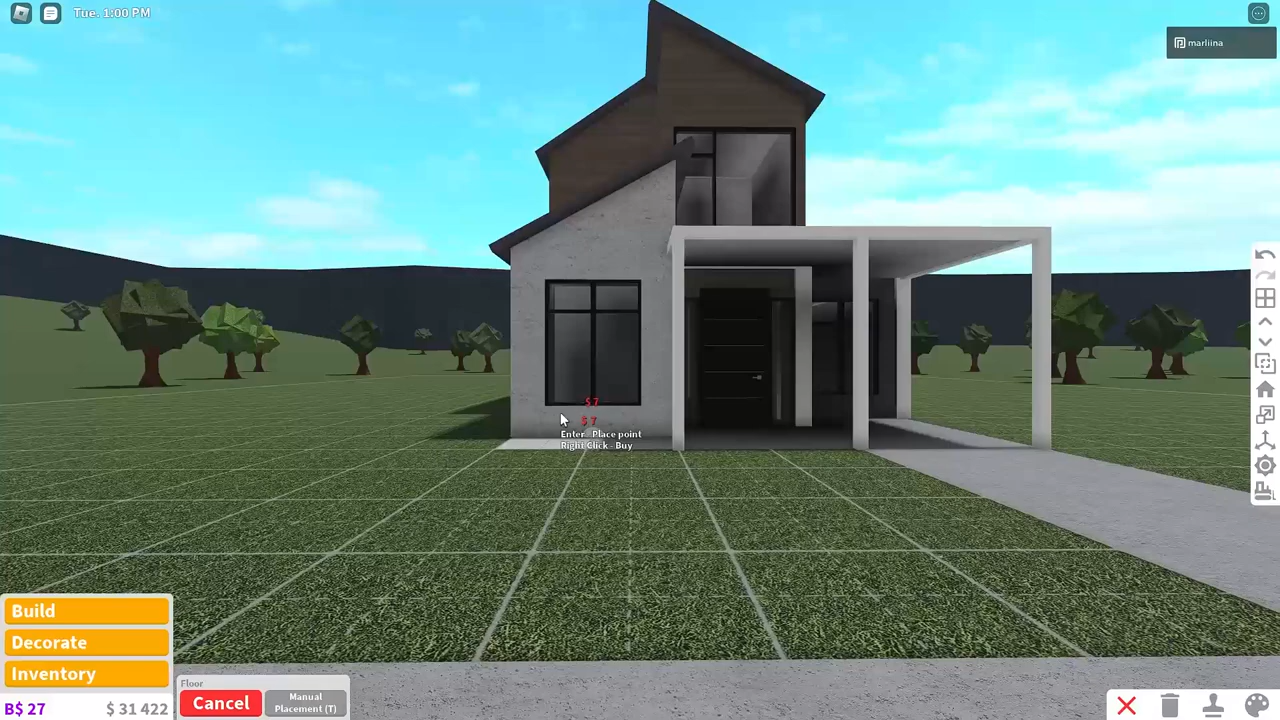 Tue. 1:00 PM
marliina
$ 7
$ 7
Enter - Place point
Right Click - Buy
Build
Decorate
Inventory
B$ 27
$ 31 422
Floor
Cancel
Manual
Placement (T)